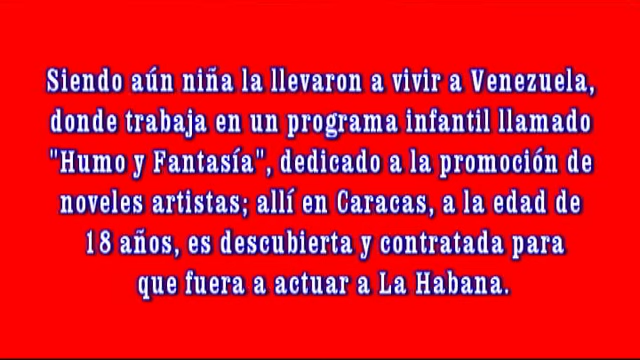 Siendo aún niña la llevaron a vivir a Venezuela,
donde trabaja en un programa infantil llamado
"Humo y Fantasía", dedicado a la promoción de
noveles artistas; allí en Caracas, a la edad de
18 años, es descubierta y contratada para
que fuera a actuar a La Habana.